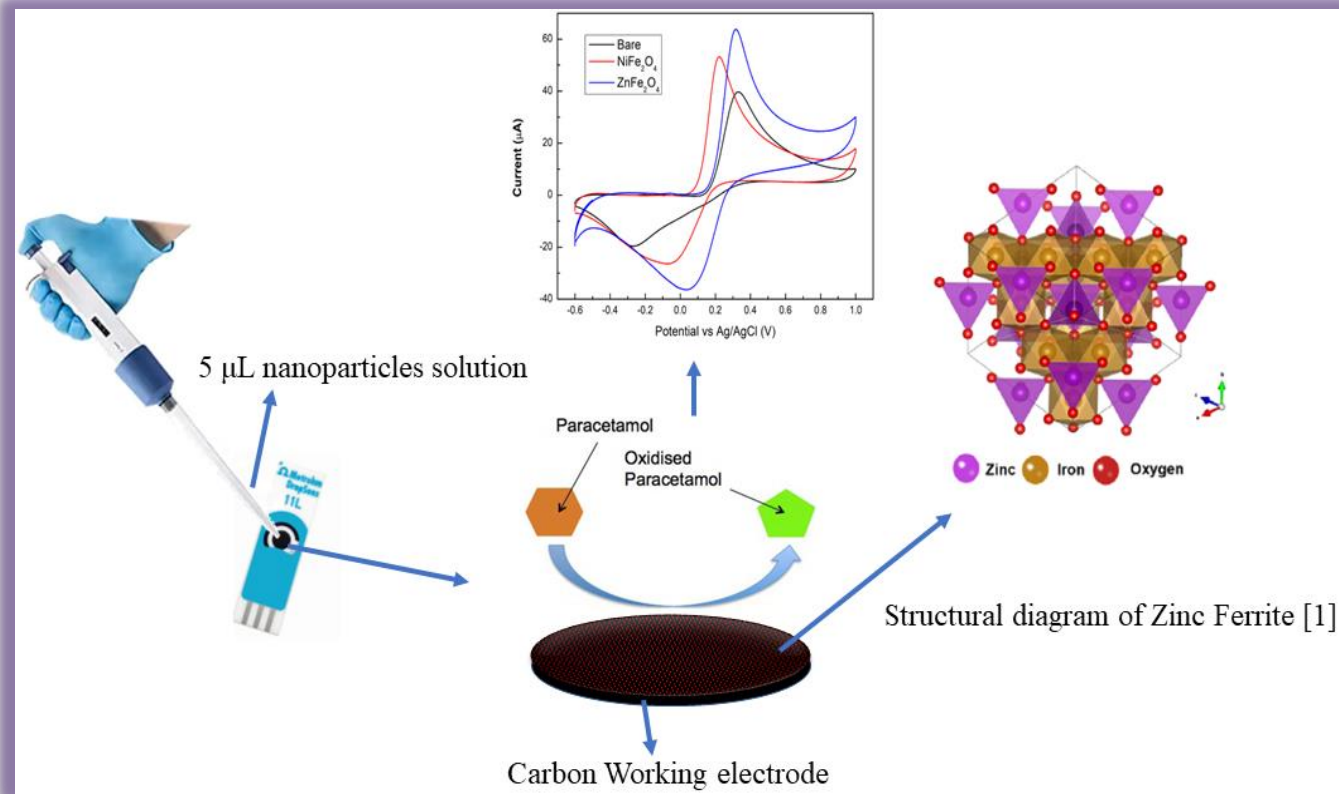 Bare
NiFe₂O₄
ZnFe₂O₄
60
40
20
0
-20
-40
Current (μA)
-0.6
-0.4
-0.2
0.0
0.2
0.4
0.6
0.8
1.0
Potential vs Ag/AgCl (V)
5 μL nanoparticles solution
Metrohm
DropSens
11L
Paracetamol
Oxidised
Paracetamol
Zinc
Iron
Oxygen
Structural diagram of Zinc Ferrite [1]
Carbon Working electrode